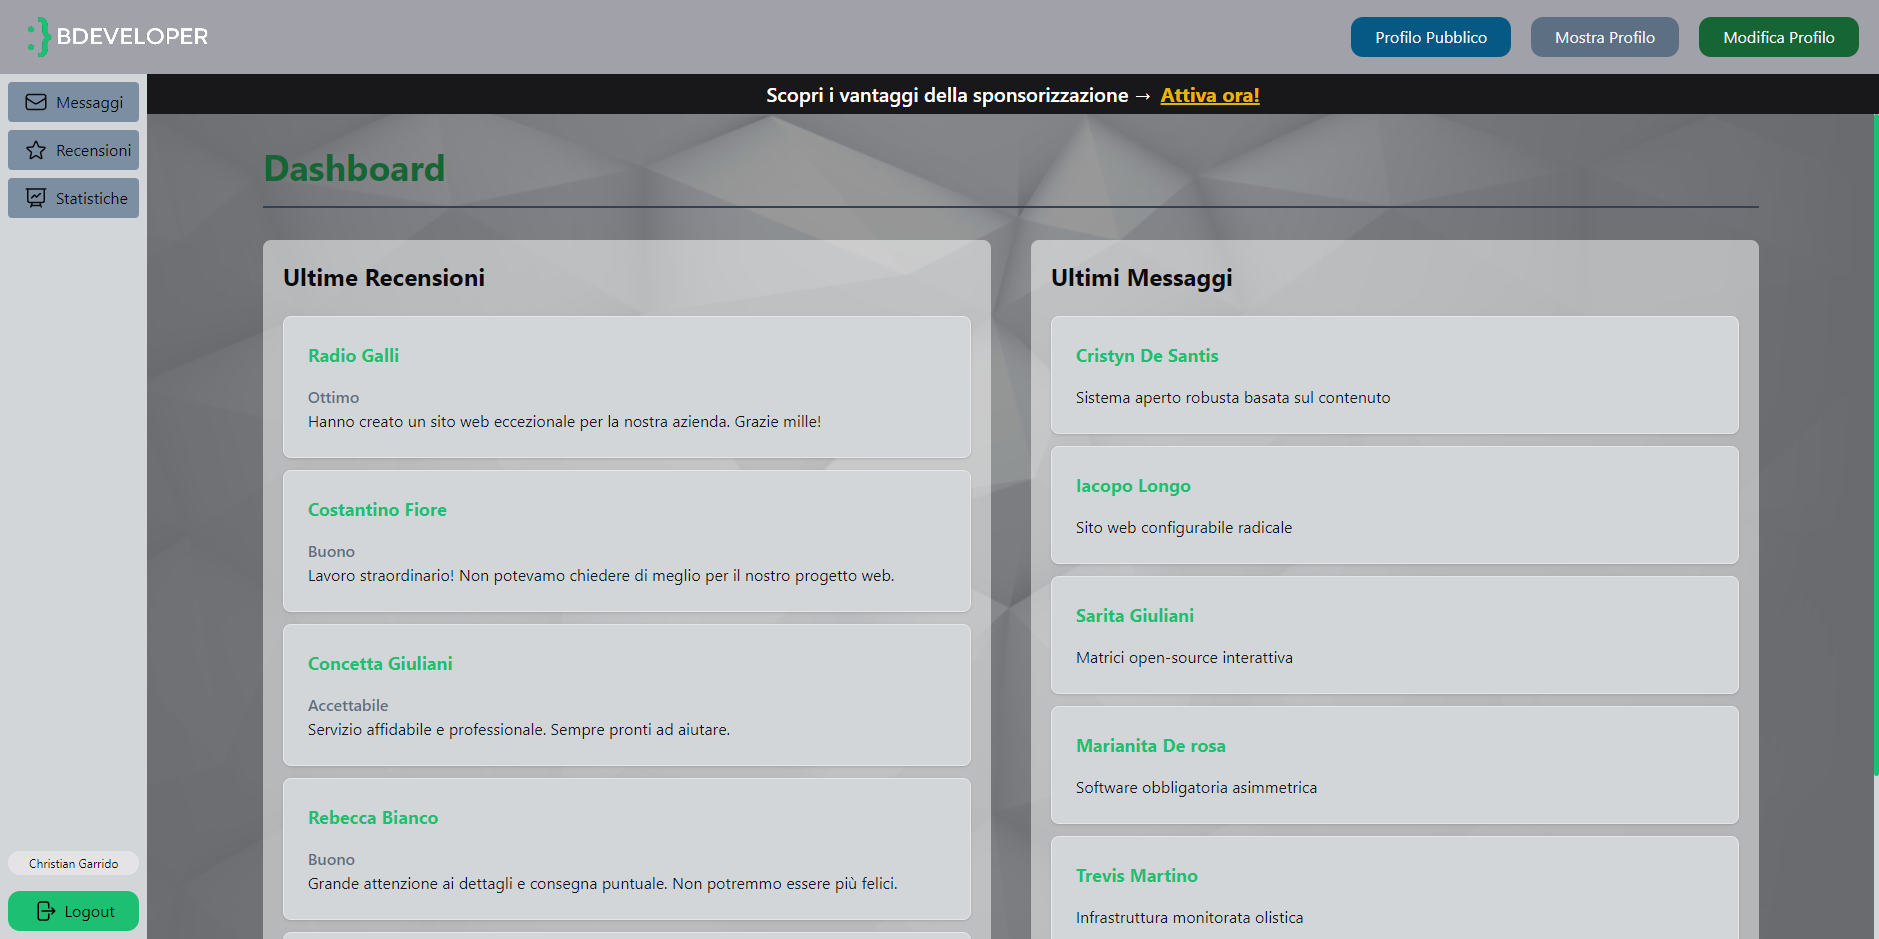 BDEVELOPER
Profilo Pubblico
Mostra Profilo
Modifica Profilo
Messaggi
Recensioni
Statistiche
Scopri i vantaggi della sponsorizzazione → Attiva ora!
Dashboard
Ultime Recensioni
Radio Galli
Ottimo
Hanno creato un sito web eccezionale per la nostra azienda. Grazie mille!
Costantino Fiore
Buono
Lavoro straordinario! Non potevamo chiedere di meglio per il nostro progetto web.
Concetta Giuliani
Accettabile
Servizio affidabile e professionale. Sempre pronti ad aiutare.
Rebecca Bianco
Buono
Grande attenzione ai dettagli e consegna puntuale. Non potremmo essere più felici.
Ultimi Messaggi
Cristyn De Santis
Sistema aperto robusta basata sul contenuto
Iacopo Longo
Sito web configurabile radicale
Sarita Giuliani
Matrici open-source interattiva
Marianita De rosa
Software obbligatoria asimmetrica
Trevis Martino
Infrastruttura monitorata olistica
Christian Garrido
Logout